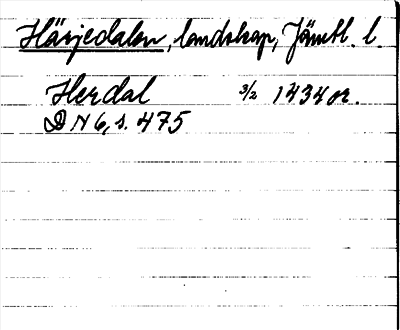 Härjedalen, landskap, Jämtl. l.
Herdal 3/2 1434 or.
DN 6, s. 475